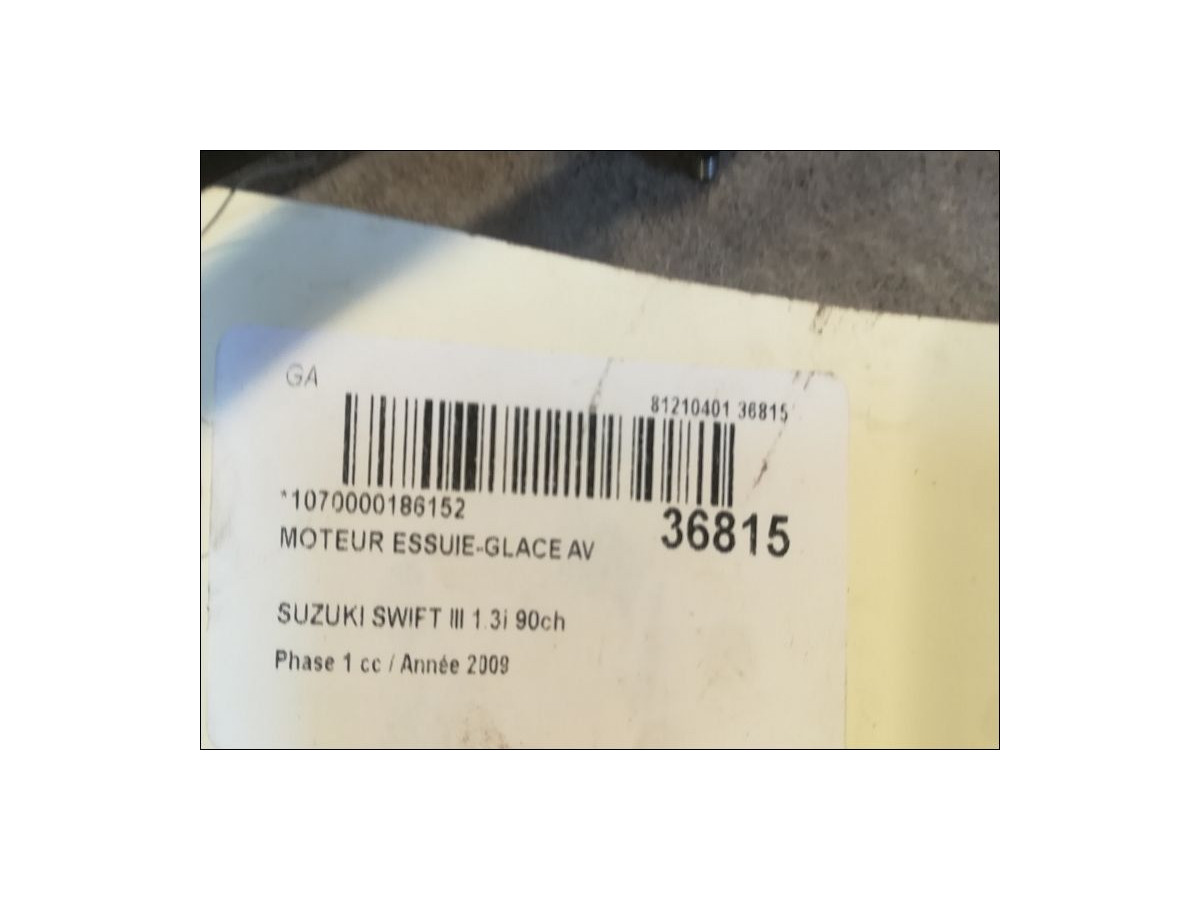 GA
81210401 36815
*1070000186152
36815
MOTEUR ESSUIE-GLACE AV
SUZUKI SWIFT III 1.3i 90ch
Phase 1 cc / Année 2009